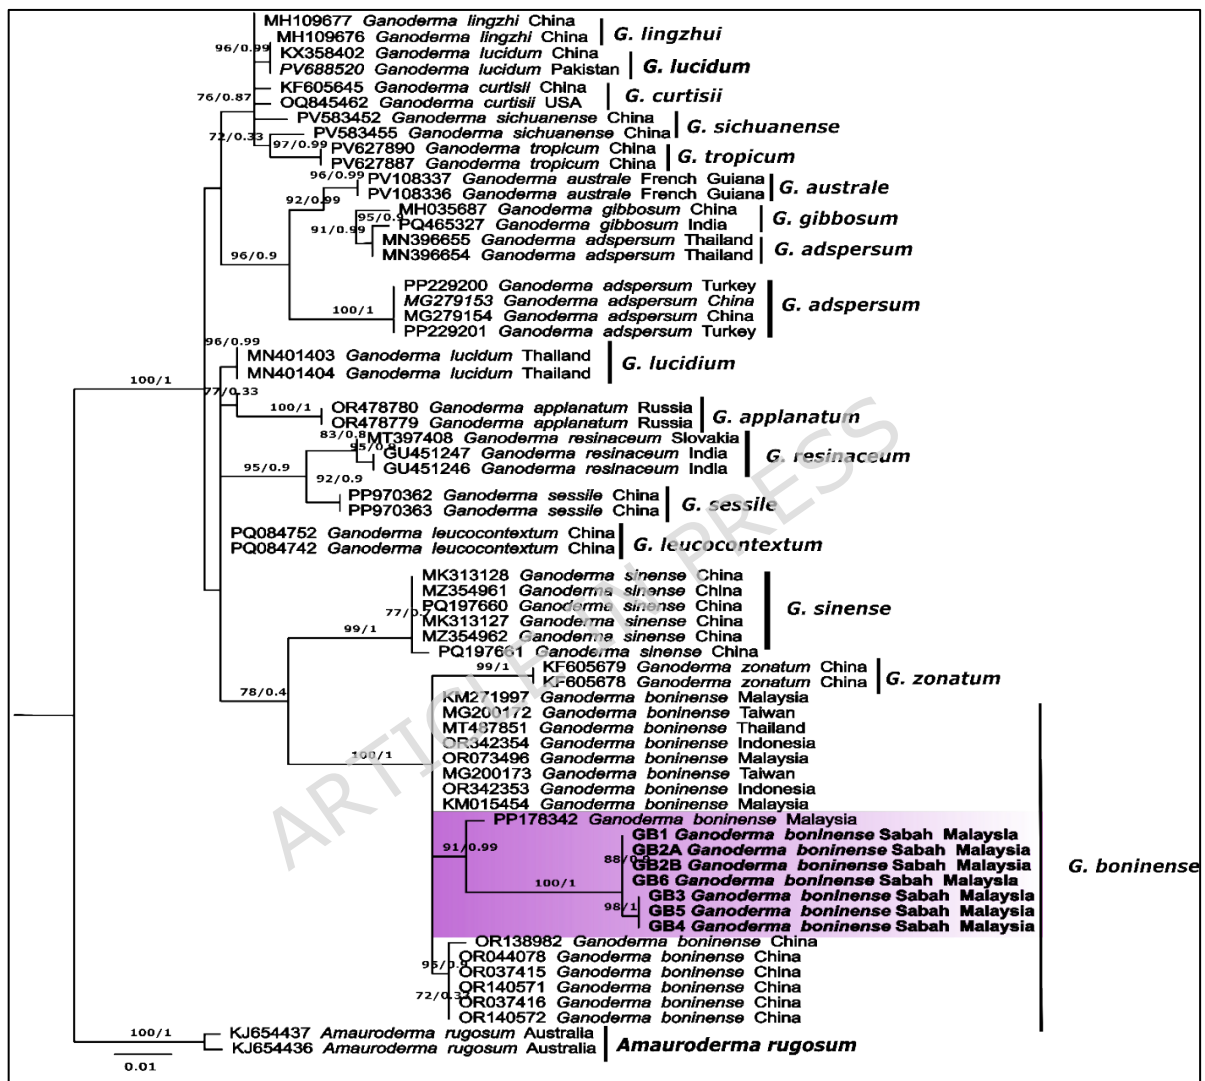 MH109677 Ganoderma lingzhi China
MH109676 Ganoderma lingzhi China
G. lingzhui
96/0.99
KX358402 Ganoderma lucidum China
PV688520 Ganoderma lucidum Pakistan
G. lucidum
76/0.87
KF605645 Ganoderma curtisii China
OQ845462 Ganoderma curtisii USA
G. curtisii
PV583452 Ganoderma sichuanense China
PV583455 Ganoderma sichuanense China
G. sichuanense
72/0.33
97/0.99
PV627890 Ganoderma tropicum China
PV627887 Ganoderma tropicum China
G. tropicum
96/0.99
PV108337 Ganoderma australe French Guiana
PV108336 Ganoderma australe French Guiana
G. australe
92/0.99
MH035687 Ganoderma gibbosum China
95/0.9
PQ465327 Ganoderma gibbosum India
G. gibbosum
91/0.99
MN396655 Ganoderma adspersum Thailand
MN396654 Ganoderma adspersum Thailand
G. adspersum
96/0.9
PP229200 Ganoderma adspersum Turkey
MG279153 Ganoderma adspersum China
MG279154 Ganoderma adspersum China
PP229201 Ganoderma adspersum Turkey
100/1
G. adspersum
96/0.99
MN401403 Ganoderma lucidum Thailand
MN401404 Ganoderma lucidum Thailand
G. lucidium
100/1
77/0.33
100/1
OR478780 Ganoderma applanatum Russia
OR478779 Ganoderma applanatum Russia
G. applanatum
83/0.8
MT397408 Ganoderma resinaceum Slovakia
GU451247 Ganoderma resinaceum India
GU451246 Ganoderma resinaceum India
G. resinaceum
95/0.9
92/0.9
PP970362 Ganoderma sessile China
PP970363 Ganoderma sessile China
G. sessile
PQ084752 Ganoderma leucocontextum China
PQ084742 Ganoderma leucocontextum China
G. leucocontextum
MK313128 Ganoderma sinense China
MZ354961 Ganoderma sinense China
PQ197660 Ganoderma sinense China
MK313127 Ganoderma sinense China
MZ354962 Ganoderma sinense China
PQ197661 Ganoderma sinense China
G. sinense
99/1
99/1
KF605679 Ganoderma zonatum China
KF605678 Ganoderma zonatum China
G. zonatum
78/0.4
KM271997 Ganoderma boninense Malaysia
MG200172 Ganoderma boninense Taiwan
MT487851 Ganoderma boninense Thailand
OR342354 Ganoderma boninense Indonesia
100/1
OR073496 Ganoderma boninense Malaysia
MG200173 Ganoderma boninense Taiwan
OR342353 Ganoderma boninense Indonesia
KM015454 Ganoderma boninense Malaysia
PP178342 Ganoderma boninense Malaysia
91/0.99
GB1 Ganoderma boninense Sabah Malaysia
GB2A Ganoderma boninense Sabah Malaysia
GB2B Ganoderma boninense Sabah Malaysia
GB6 Ganoderma boninense Sabah Malaysia
GB3 Ganoderma boninense Sabah Malaysia
GB5 Ganoderma boninense Sabah Malaysia
GB4 Ganoderma boninense Sabah Malaysia
100/1
98/1
G. boninense
OR138982 Ganoderma boninense China
OR044078 Ganoderma boninense China
OR037415 Ganoderma boninense China
OR140571 Ganoderma boninense China
OR037416 Ganoderma boninense China
OR140572 Ganoderma boninense China
100/1
KJ654437 Amauroderma rugosum Australia
KJ654436 Amauroderma rugosum Australia
Amauroderma rugosum
0.01
ARTICLE IN PRESS